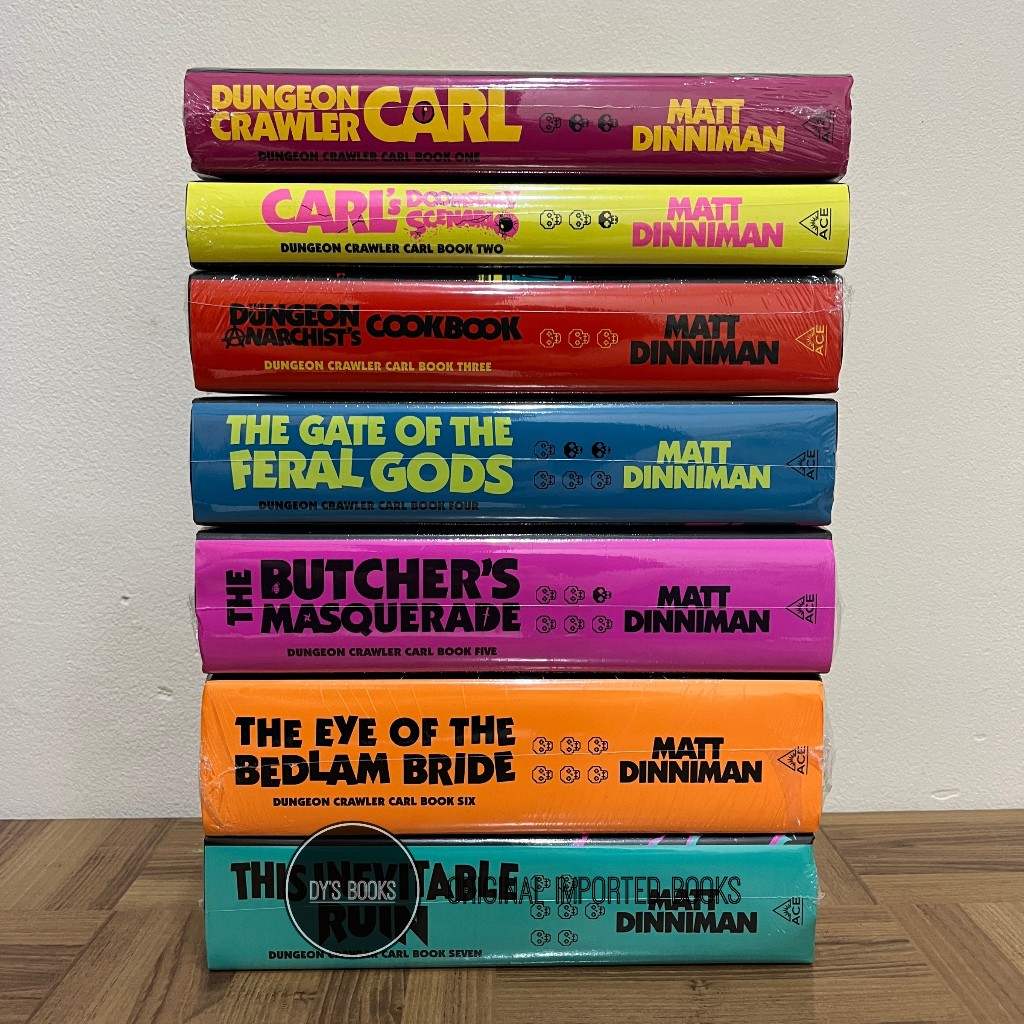 DUNGEON
CRAWLER CARL
DUNGEON CRAWLER CARL BOOK ONE
MATT
DINNIMAN
ACE
CARL'S DOOMSDAY
SCENARIO
DUNGEON CRAWLER CARL BOOK TWO
MATT
DINNIMAN
ACE
THE
DUNGEON
ANARCHIST'S COOKBOOK
DUNGEON CRAWLER CARL BOOK THREE
MATT
DINNIMAN
ACE
THE GATE OF THE
FERAL GODS
DUNGEON CRAWLER CARL BOOK FOUR
MATT
DINNIMAN
ACE
THE BUTCHER'S
MASQUERADE
DUNGEON CRAWLER CARL BOOK FIVE
MATT
DINNIMAN
ACE
THE EYE OF THE
BEDLAM BRIDE
DUNGEON CRAWLER CARL BOOK SIX
MATT
DINNIMAN
ACE
THIS INEVITABLE
RUIN
DUNGEON CRAWLER CARL BOOK SEVEN
MATT
DINNIMAN
ACE
DY'S BOOKS
ORIGINAL IMPORTED BOOKS